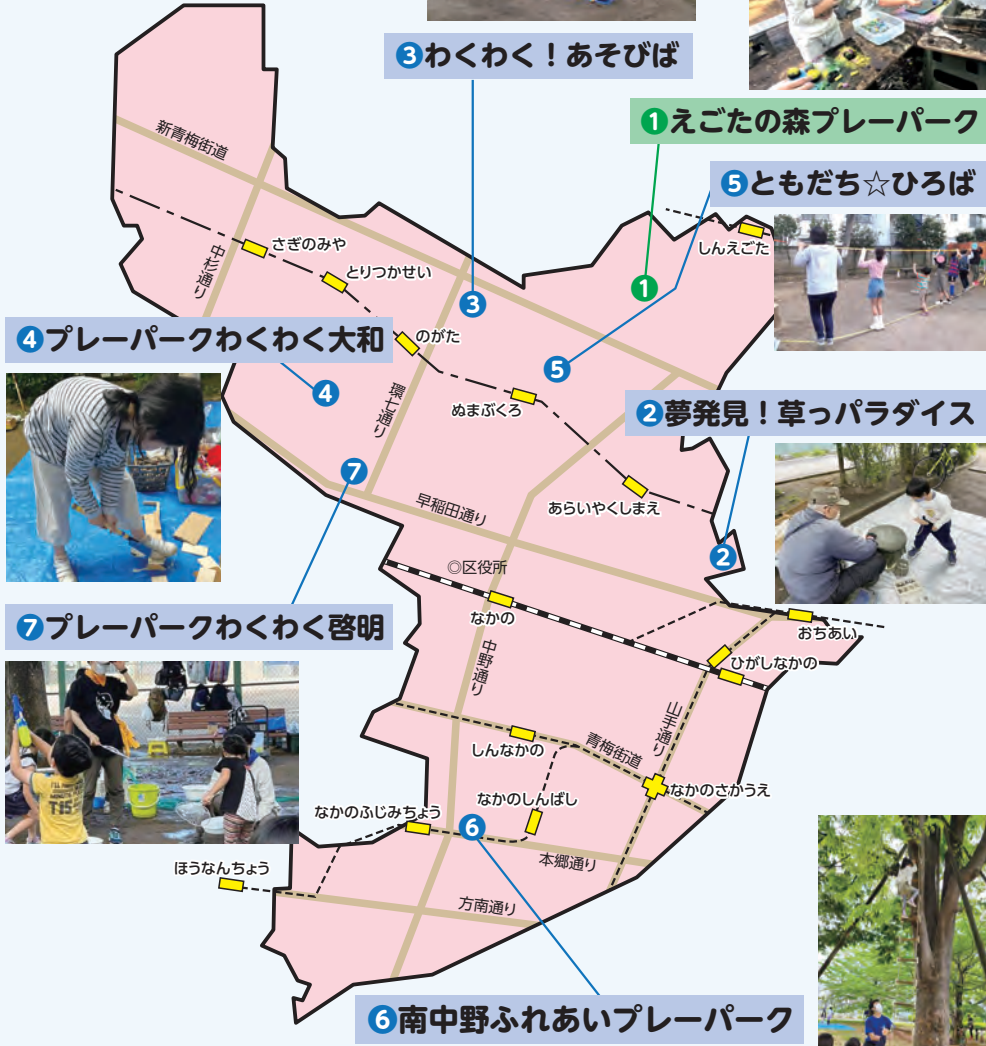 ❸わくわく！あそびば
❶えごたの森プレーパーク
❺ともだち☆ひろば
新青梅街道
しんえごた
中杉通り
さぎのみや
とりつかせい
❸
❶
のがた
❹プレーパークわくわく大和
❺
❹
環七通り
ぬまぶくろ
❷夢発見！草っパラダイス
❼
早稲田通り
あらいやくしまえ
❷
◎区役所
なかの
おちあい
❼プレーパークわくわく啓明
中野通り
ひがしなかの
山手通り
しんなかの
青梅街道
T15
なかのさかうえ
なかのしんばし
なかのふじみちょう
❻
本郷通り
ほうなんちょう
方南通り
❻南中野ふれあいプレーパーク